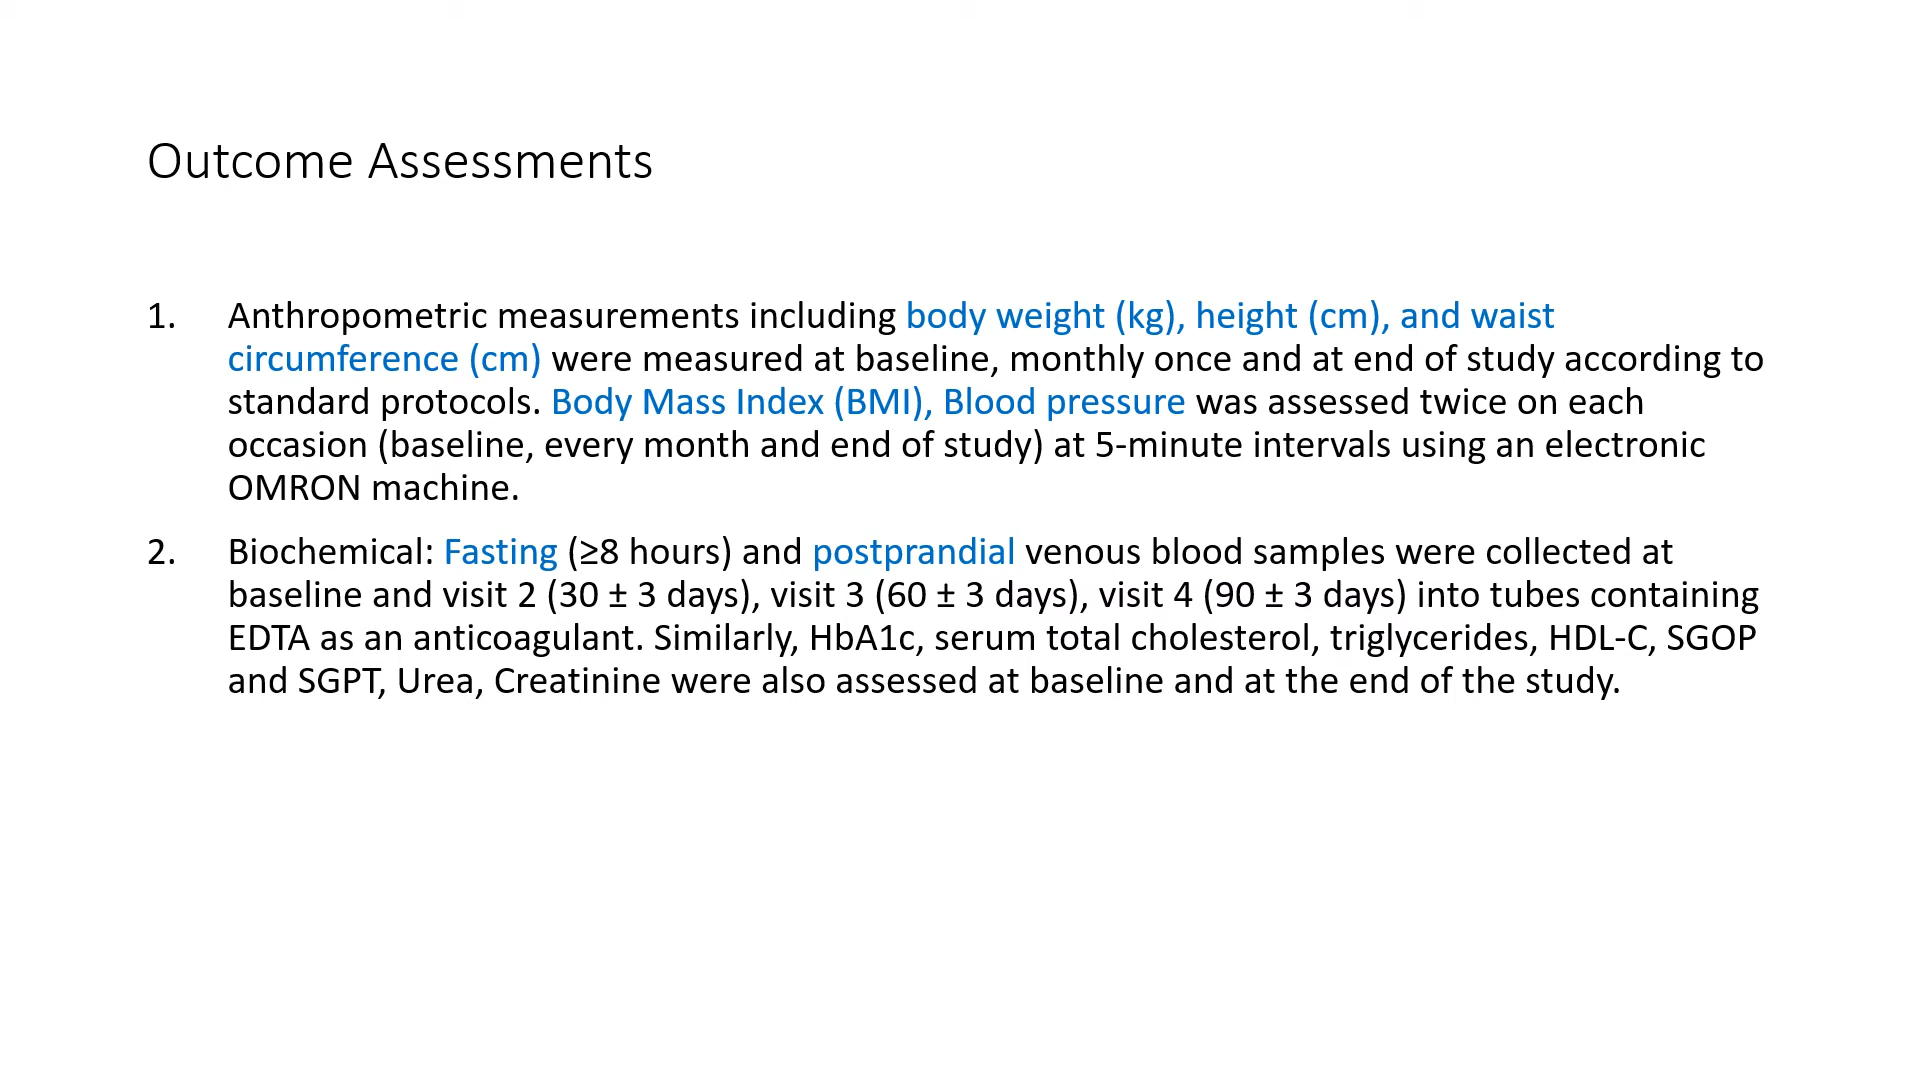 Outcome Assessments
1. Anthropometric measurements including body weight (kg), height (cm), and waist
circumference (cm) were measured at baseline, monthly once and at end of study according to
standard protocols. Body Mass Index (BMI), Blood pressure was assessed twice on each
occasion (baseline, every month and end of study) at 5-minute intervals using an electronic
OMRON machine.
2. Biochemical: Fasting (≥8 hours) and postprandial venous blood samples were collected at
baseline and visit 2 (30 ± 3 days), visit 3 (60 ± 3 days), visit 4 (90 ± 3 days) into tubes containing
EDTA as an anticoagulant. Similarly, HbA1c, serum total cholesterol, triglycerides, HDL-C, SGOP
and SGPT, Urea, Creatinine were also assessed at baseline and at the end of the study.